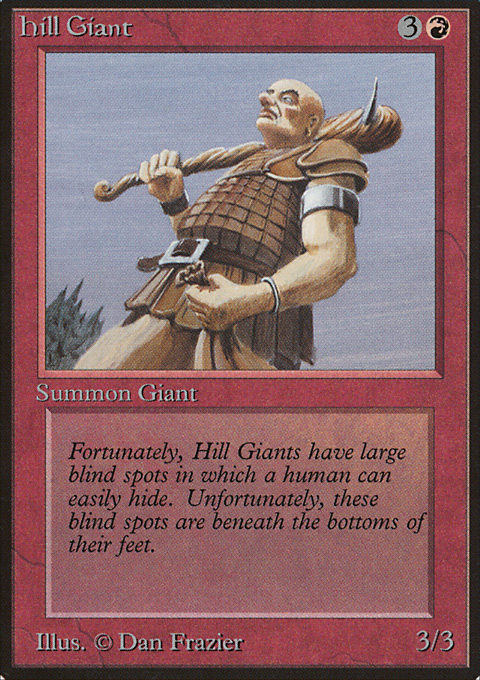 Hill Giant 3
Summon Giant
Fortunately, Hill Giants have large
blind spots in which a human can
easily hide. Unfortunately, these
blind spots are beneath the bottoms of
their feet.
Illus. © Dan Frazier 3/3